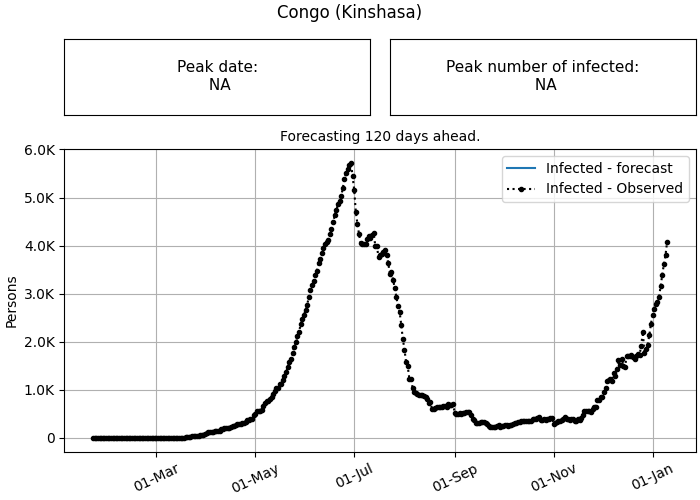 Congo (Kinshasa)
Peak date:
NA
Peak number of infected:
NA
Forecasting 120 days ahead.
Infected - forecast
Infected - Observed
6.0K
5.0K
4.0K
3.0K
2.0K
1.0K
0
Persons
01-Mar
01-May
01-Jul
01-Sep
01-Nov
01-Jan